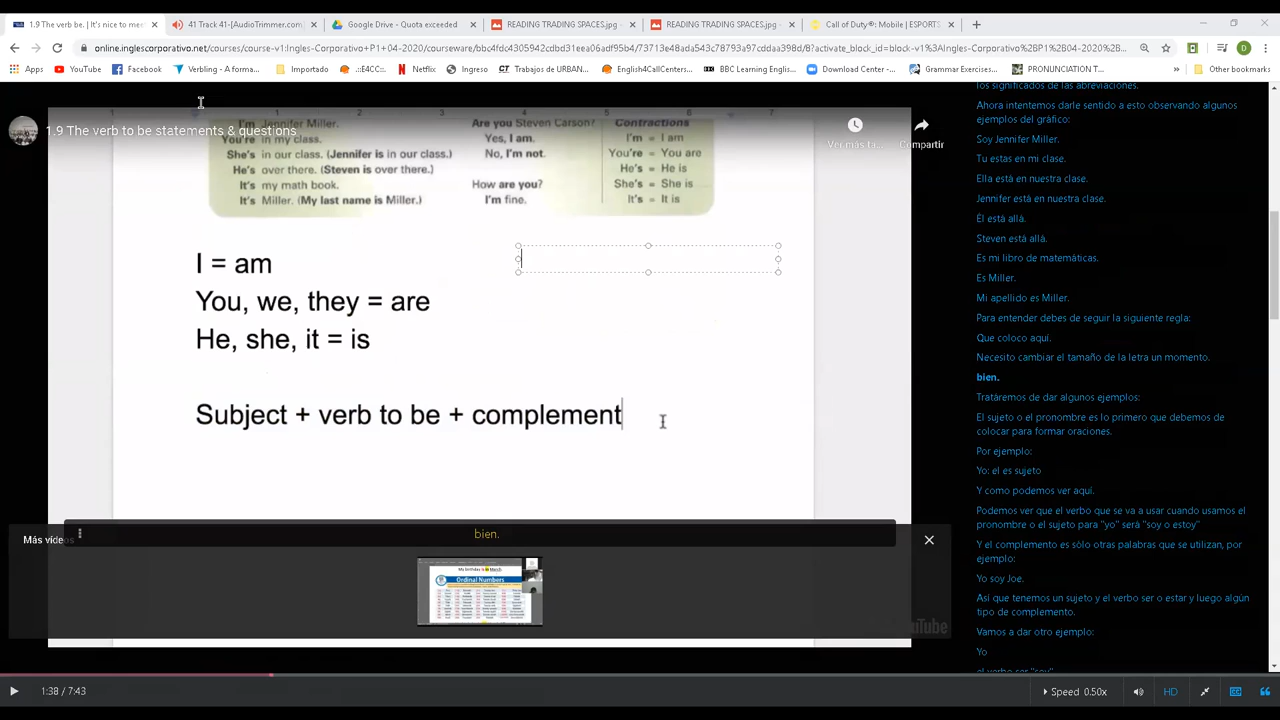 1.9 The verb to be. | It's nice to meet
41 Track 41-[AudioTrimmer.com
Google Drive - Quota exceeded
READING TRADING SPACES.jpg -
READING TRADING SPACES.jpg -
Call of Duty®: Mobile | ESPORT
online.inglescorporativo.net/courses/course-v1:Ingles-Corporativo+P1+04-2020/courseware/
Apps
YouTube
Facebook
Verbling - A forma...
Importado
.::E4CC::.
Netflix
Ingreso
CT Trabajos de URBAN...
English4CallCenters...
BBC Learning Englis...
Download Center -...
Grammar Exercises...
PRONUNCIATION T...
Other bookmarks
1.9 The verb to be statements & questions
Ver más ta...
Compartir
I'm Jennifer Miller.
You're in my class.
She's in our class. (Jennifer is in our class.)
He's over there. (Steven is over there.)
It's my math book.
It's Miller. (My last name is Miller.)
Are you Steven Carson?
Yes, I am.
No, I'm not.
How are you?
I'm fine.
Contractions
I'm = I am
You're = You are
He's = He is
She's = She is
It's = It is
I = am
You, we, they = are
He, she, it = is
Subject + verb to be + complement
Más vídeos
bien.
My birthday is in March.
Ordinal Numbers
YouTube
1:38 / 7:43
Speed 0.50x
HD
los significados de las abreviaciones.
Ahora intentemos darle sentido a esto observando algunos
ejemplos del gráfico:
Soy Jennifer Miller.
Tu estas en mi clase.
Ella está en nuestra clase.
Jennifer está en nuestra clase.
Él está allá.
Steven está allá.
Es mi libro de matemáticas.
Es Miller.
Mi apellido es Miller.
Para entender debes de seguir la siguiente regla:
Que coloco aquí.
Necesito cambiar el tamaño de la letra un momento.
bien.
Trataremos de dar algunos ejemplos:
El sujeto o el pronombre es lo primero que debemos de
colocar para formar oraciones.
Por ejemplo:
Yo: el es sujeto
Y como podemos ver aquí.
Podemos ver que el verbo que se va a usar cuando usamos el
pronombre o el sujeto para "yo" será "soy o estoy"
Y el complemento es sólo otras palabras que se utilizan, por
ejemplo:
Yo soy Joe.
Así que tenemos un sujeto y el verbo ser o estar y luego algún
tipo de complemento.
Vamos a dar otro ejemplo:
Yo
el verbo ser "soy"